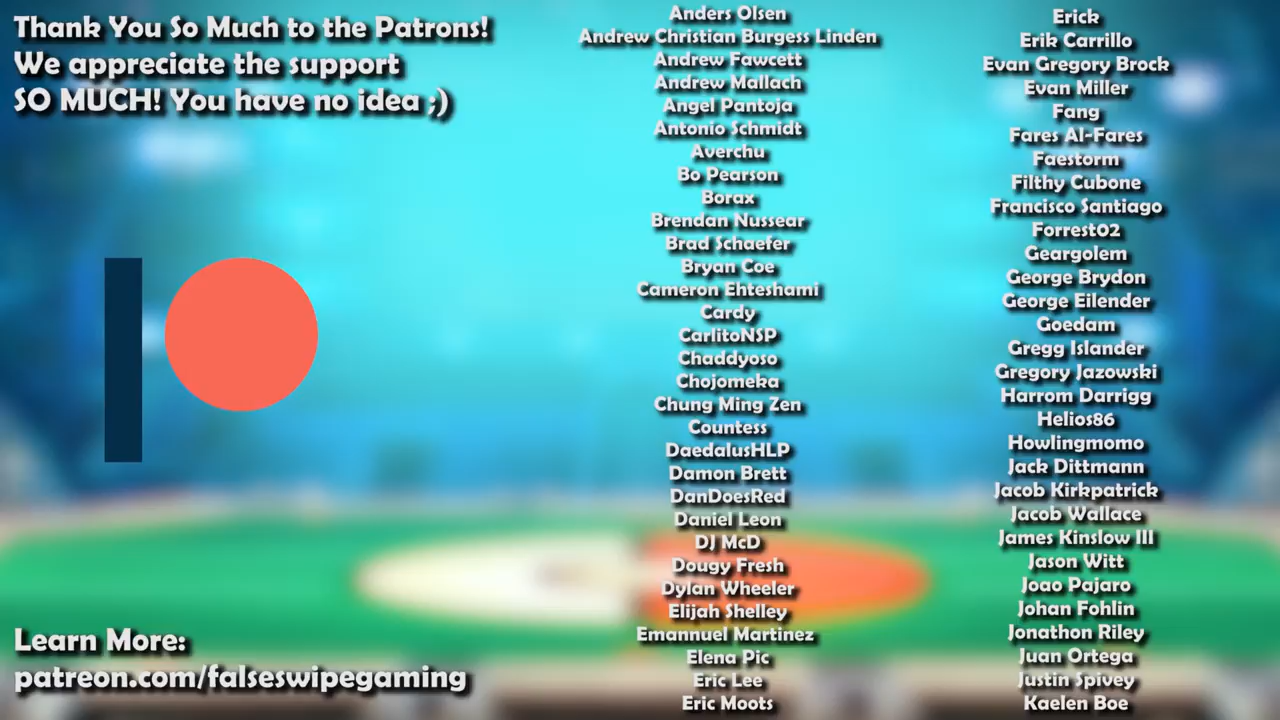 Thank You So Much to the Patrons!
We appreciate the support
SO MUCH! You have no idea ;)
Learn More:
patreon.com/falseswipegaming
Anders Olsen
Andrew Christian Burgess Linden
Andrew Fawcett
Andrew Mallach
Angel Pantoja
Antonio Schmidt
Averchu
Bo Pearson
Borax
Brendan Nussear
Brad Schaefer
Bryan Coe
Cameron Ehteshami
Cardy
CarlitoNSP
Chaddyoso
Chojomeka
Chung Ming Zen
Countess
DaedalusHLP
Damon Brett
DanDoesRed
Daniel Leon
DJ McD
Dougy Fresh
Dylan Wheeler
Elijah Shelley
Emannuel Martinez
Elena Pic
Eric Lee
Eric Moots
Erick
Erik Carrillo
Evan Gregory Brock
Evan Miller
Fang
Fares Al-Fares
Faestorm
Filthy Cubone
Francisco Santiago
Forrest02
Geargolem
George Brydon
George Eilender
Goedam
Gregg Islander
Gregory Jazowski
Harrom Darrigg
Helios86
Howlingmomo
Jack Dittmann
Jacob Kirkpatrick
Jacob Wallace
James Kinslow III
Jason Witt
Joao Pajaro
Johan Fohlin
Jonathon Riley
Juan Ortega
Justin Spivey
Kaelen Boe